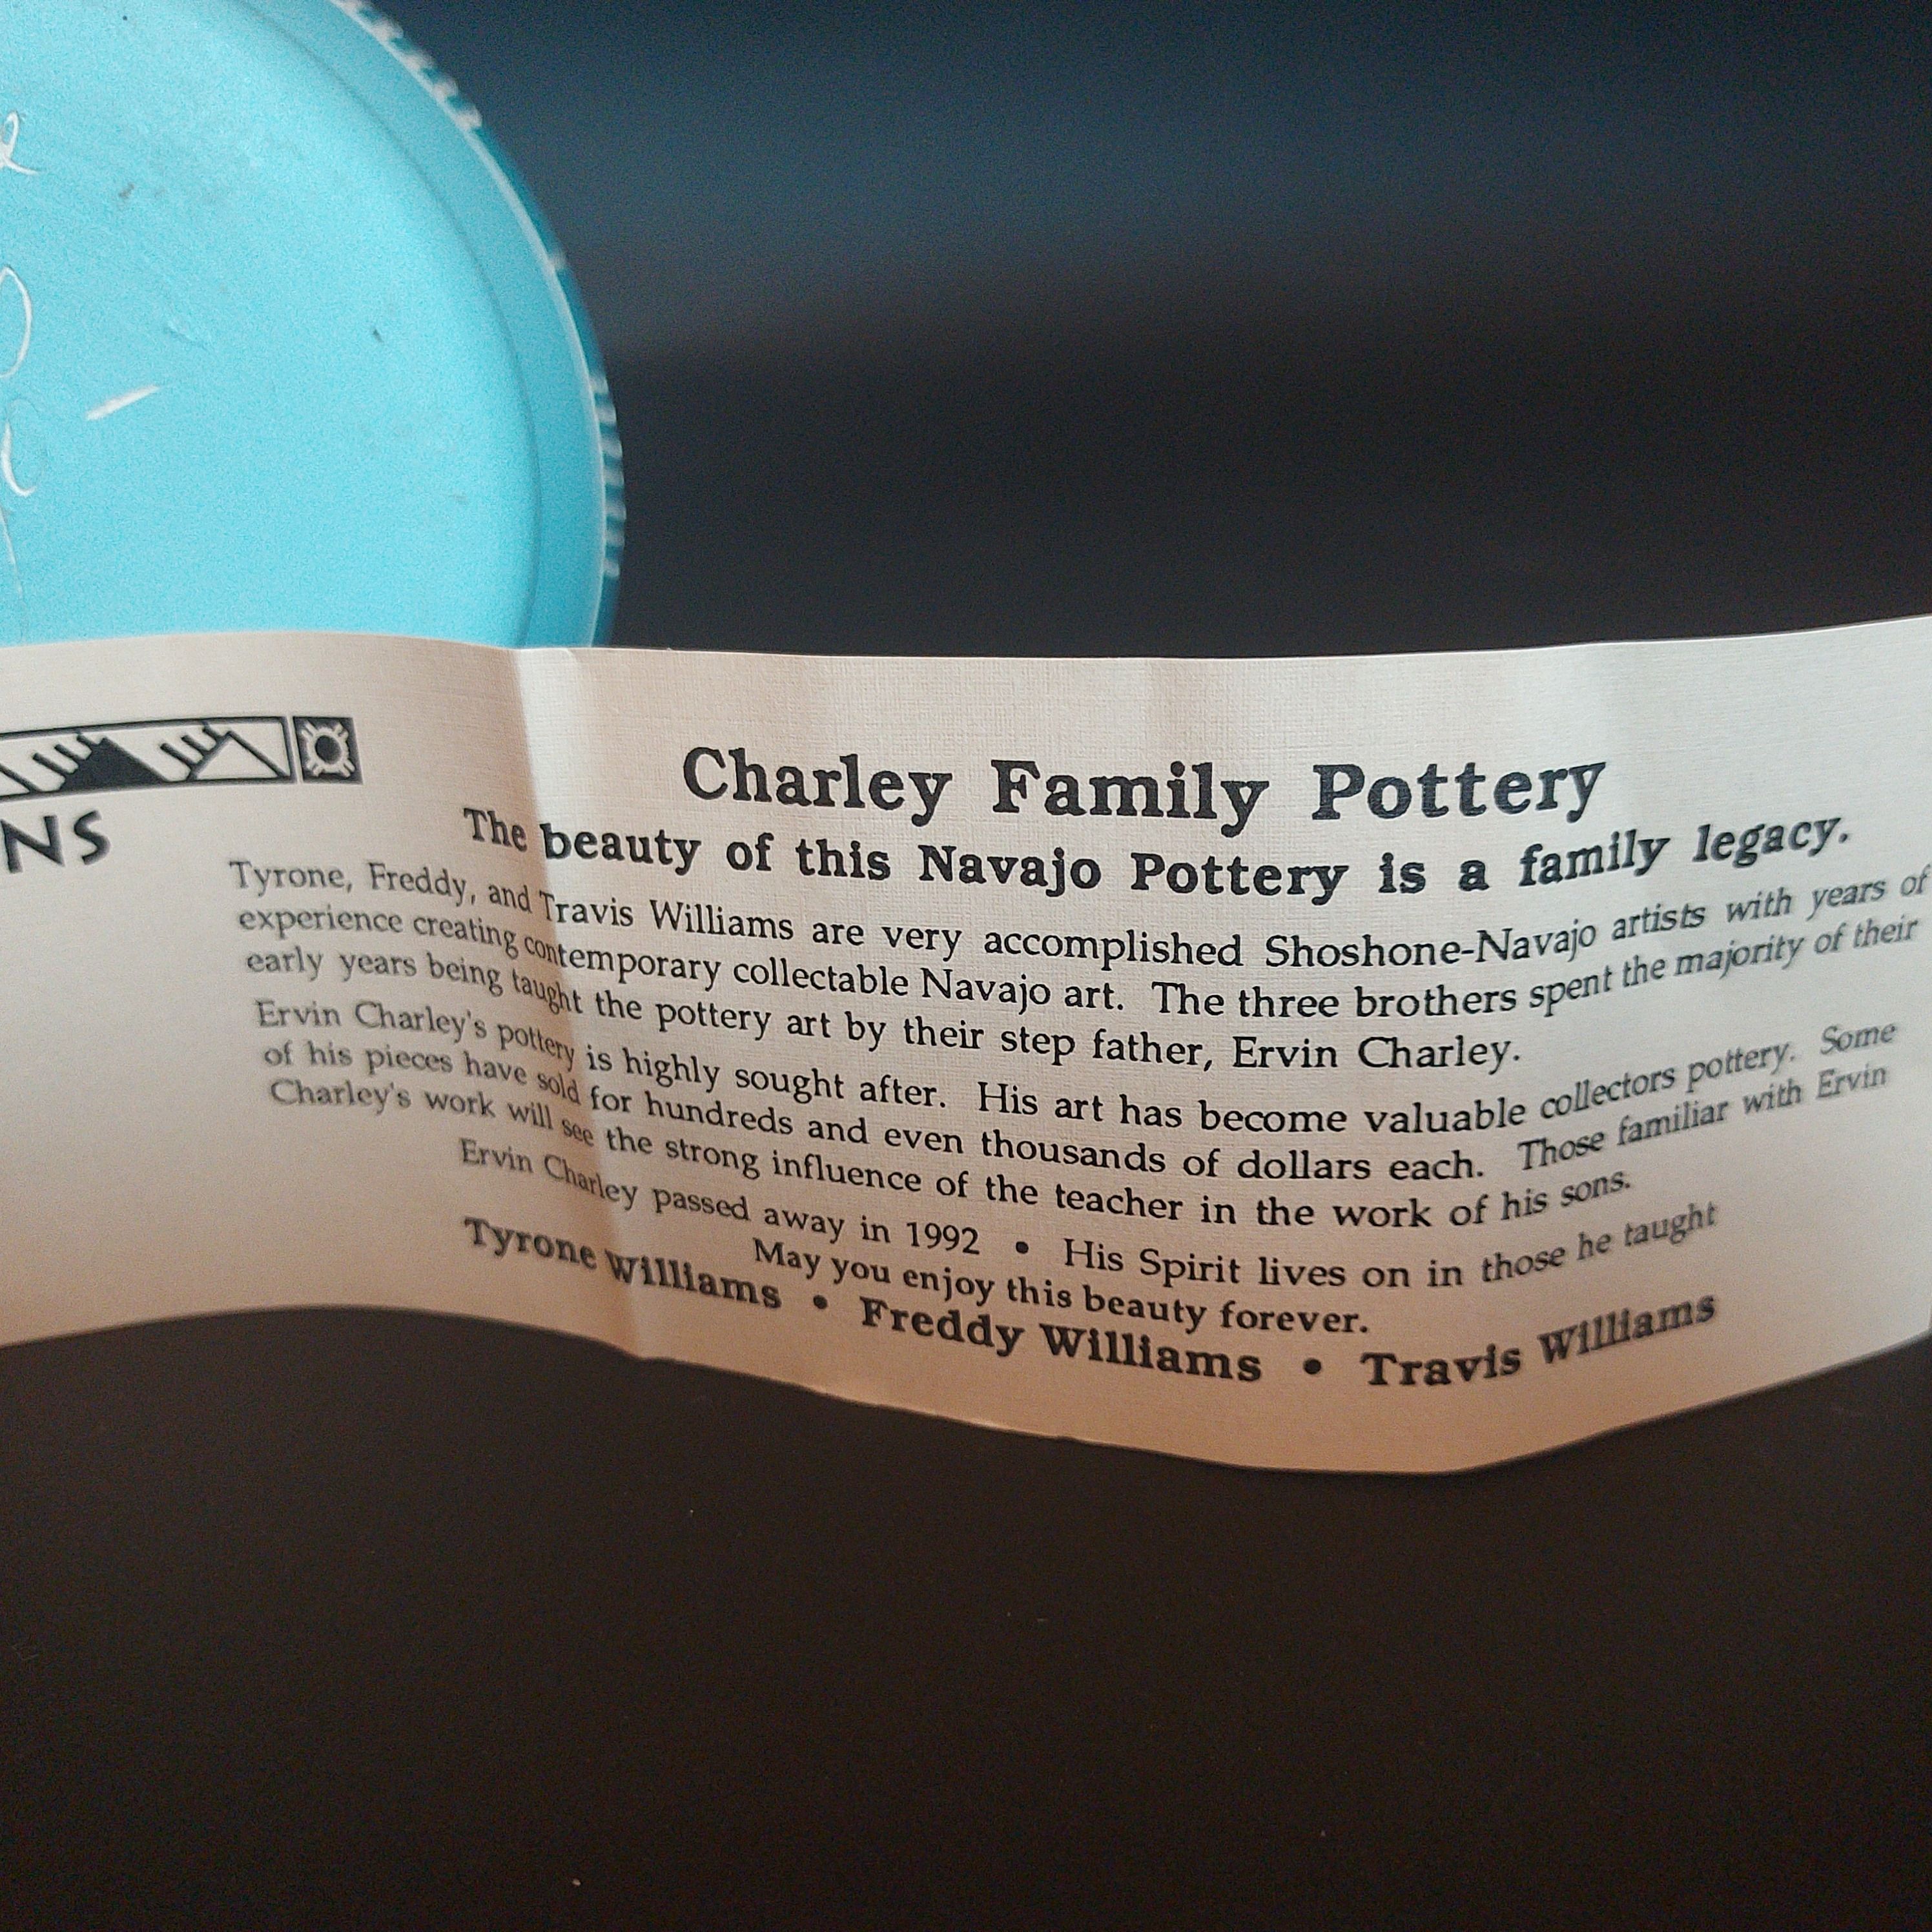 NS
Charley Family Pottery
The beauty of this Navajo Pottery is a family legacy.
Tyrone, Freddy, and Travis Williams are very accomplished Shoshone-Navajo artists with years of
experience creating contemporary collectable Navajo art. The three brothers spent the majority of their
early years being taught the pottery art by their step father, Ervin Charley.
Ervin Charley's pottery is highly sought after. His art has become valuable collectors pottery. Some
of his pieces have sold for hundreds and even thousands of dollars each. Those familiar with Ervin
Charley's work will see the strong influence of the teacher in the work of his sons.
Ervin Charley passed away in 1992 • His Spirit lives on in those he taught
May you enjoy this beauty forever.
Tyrone Williams • Freddy Williams • Travis Williams